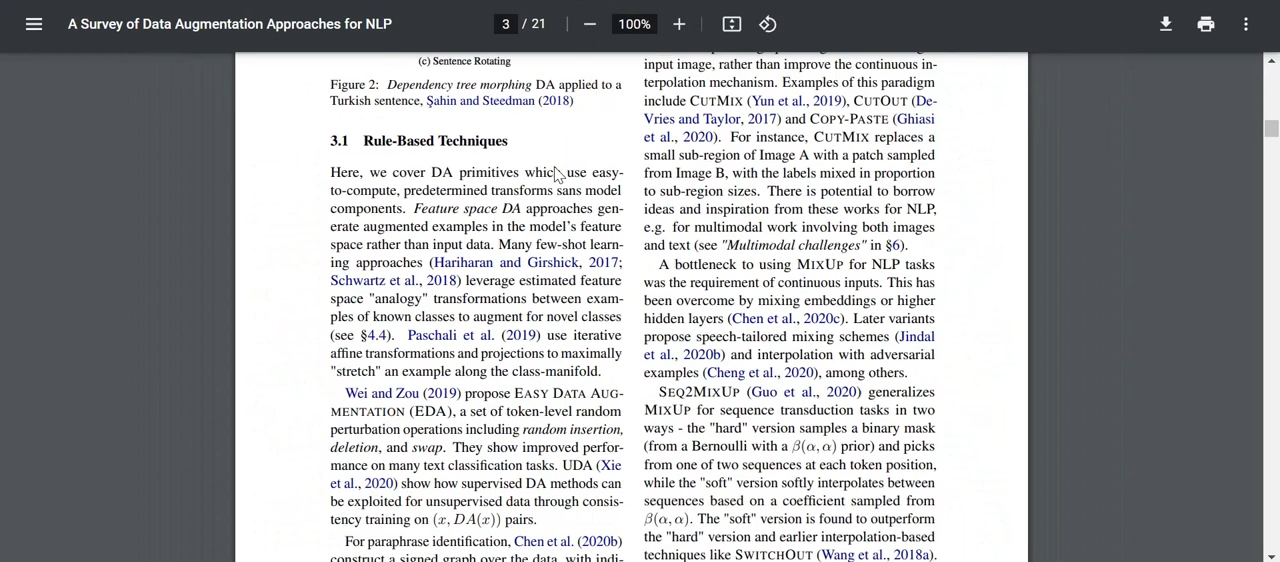 A Survey of Data Augmentation Approaches for NLP
3 / 21
100%
(c) Sentence Rotating
Figure 2: Dependency tree morphing DA applied to a
Turkish sentence, Şahin and Steedman (2018)
3.1 Rule-Based Techniques
Here, we cover DA primitives which use easy-
to-compute, predetermined transforms sans model
components. Feature space DA approaches gen-
erate augmented examples in the model's feature
space rather than input data. Many few-shot learn-
ing approaches (Hariharan and Girshick, 2017;
Schwartz et al., 2018) leverage estimated feature
space "analogy" transformations between exam-
ples of known classes to augment for novel classes
(see §4.4). Paschali et al. (2019) use iterative
affine transformations and projections to maximally
"stretch" an example along the class-manifold.
Wei and Zou (2019) propose EASY DATA AUG-
MENTATION (EDA), a set of token-level random
perturbation operations including random insertion,
deletion, and swap. They show improved perfor-
mance on many text classification tasks. UDA (Xie
et al., 2020) show how supervised DA methods can
be exploited for unsupervised data through consis-
tency training on (x, DA(x)) pairs.
For paraphrase identification, Chen et al. (2020b)
construct a signed graph over the data, with indi-
input image, rather than improve the continuous in-
terpolation mechanism. Examples of this paradigm
include CUTMIX (Yun et al., 2019), CUTOUT (De-
Vries and Taylor, 2017) and COPY-PASTE (Ghiasi
et al., 2020). For instance, CUTMIX replaces a
small sub-region of Image A with a patch sampled
from Image B, with the labels mixed in proportion
to sub-region sizes. There is potential to borrow
ideas and inspiration from these works for NLP,
e.g. for multimodal work involving both images
and text (see "Multimodal challenges" in §6).
A bottleneck to using MIXUP for NLP tasks
was the requirement of continuous inputs. This has
been overcome by mixing embeddings or higher
hidden layers (Chen et al., 2020c). Later variants
propose speech-tailored mixing schemes (Jindal
et al., 2020b) and interpolation with adversarial
examples (Cheng et al., 2020), among others.
SEQ2MIXUP (Guo et al., 2020) generalizes
MIXUP for sequence transduction tasks in two
ways - the "hard" version samples a binary mask
(from a Bernoulli with a β(α, α) prior) and picks
from one of two sequences at each token position,
while the "soft" version softly interpolates between
sequences based on a coefficient sampled from
β(α, α). The "soft" version is found to outperform
the "hard" version and earlier interpolation-based
techniques like SWITCHOUT (Wang et al., 2018a).